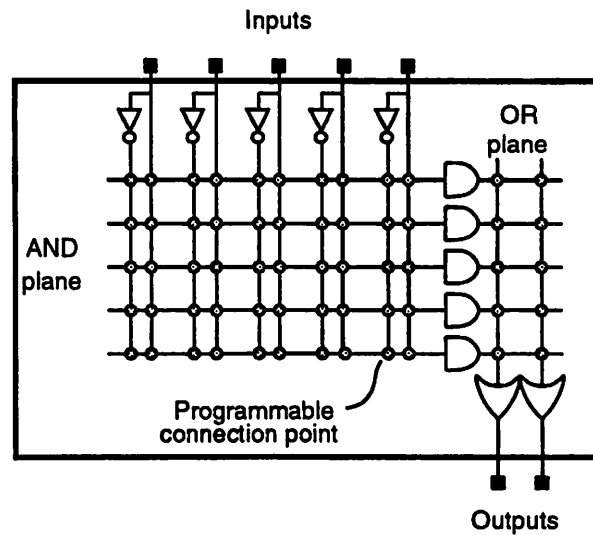 Inputs
OR
plane
AND
plane
Programmable
connection point
Outputs